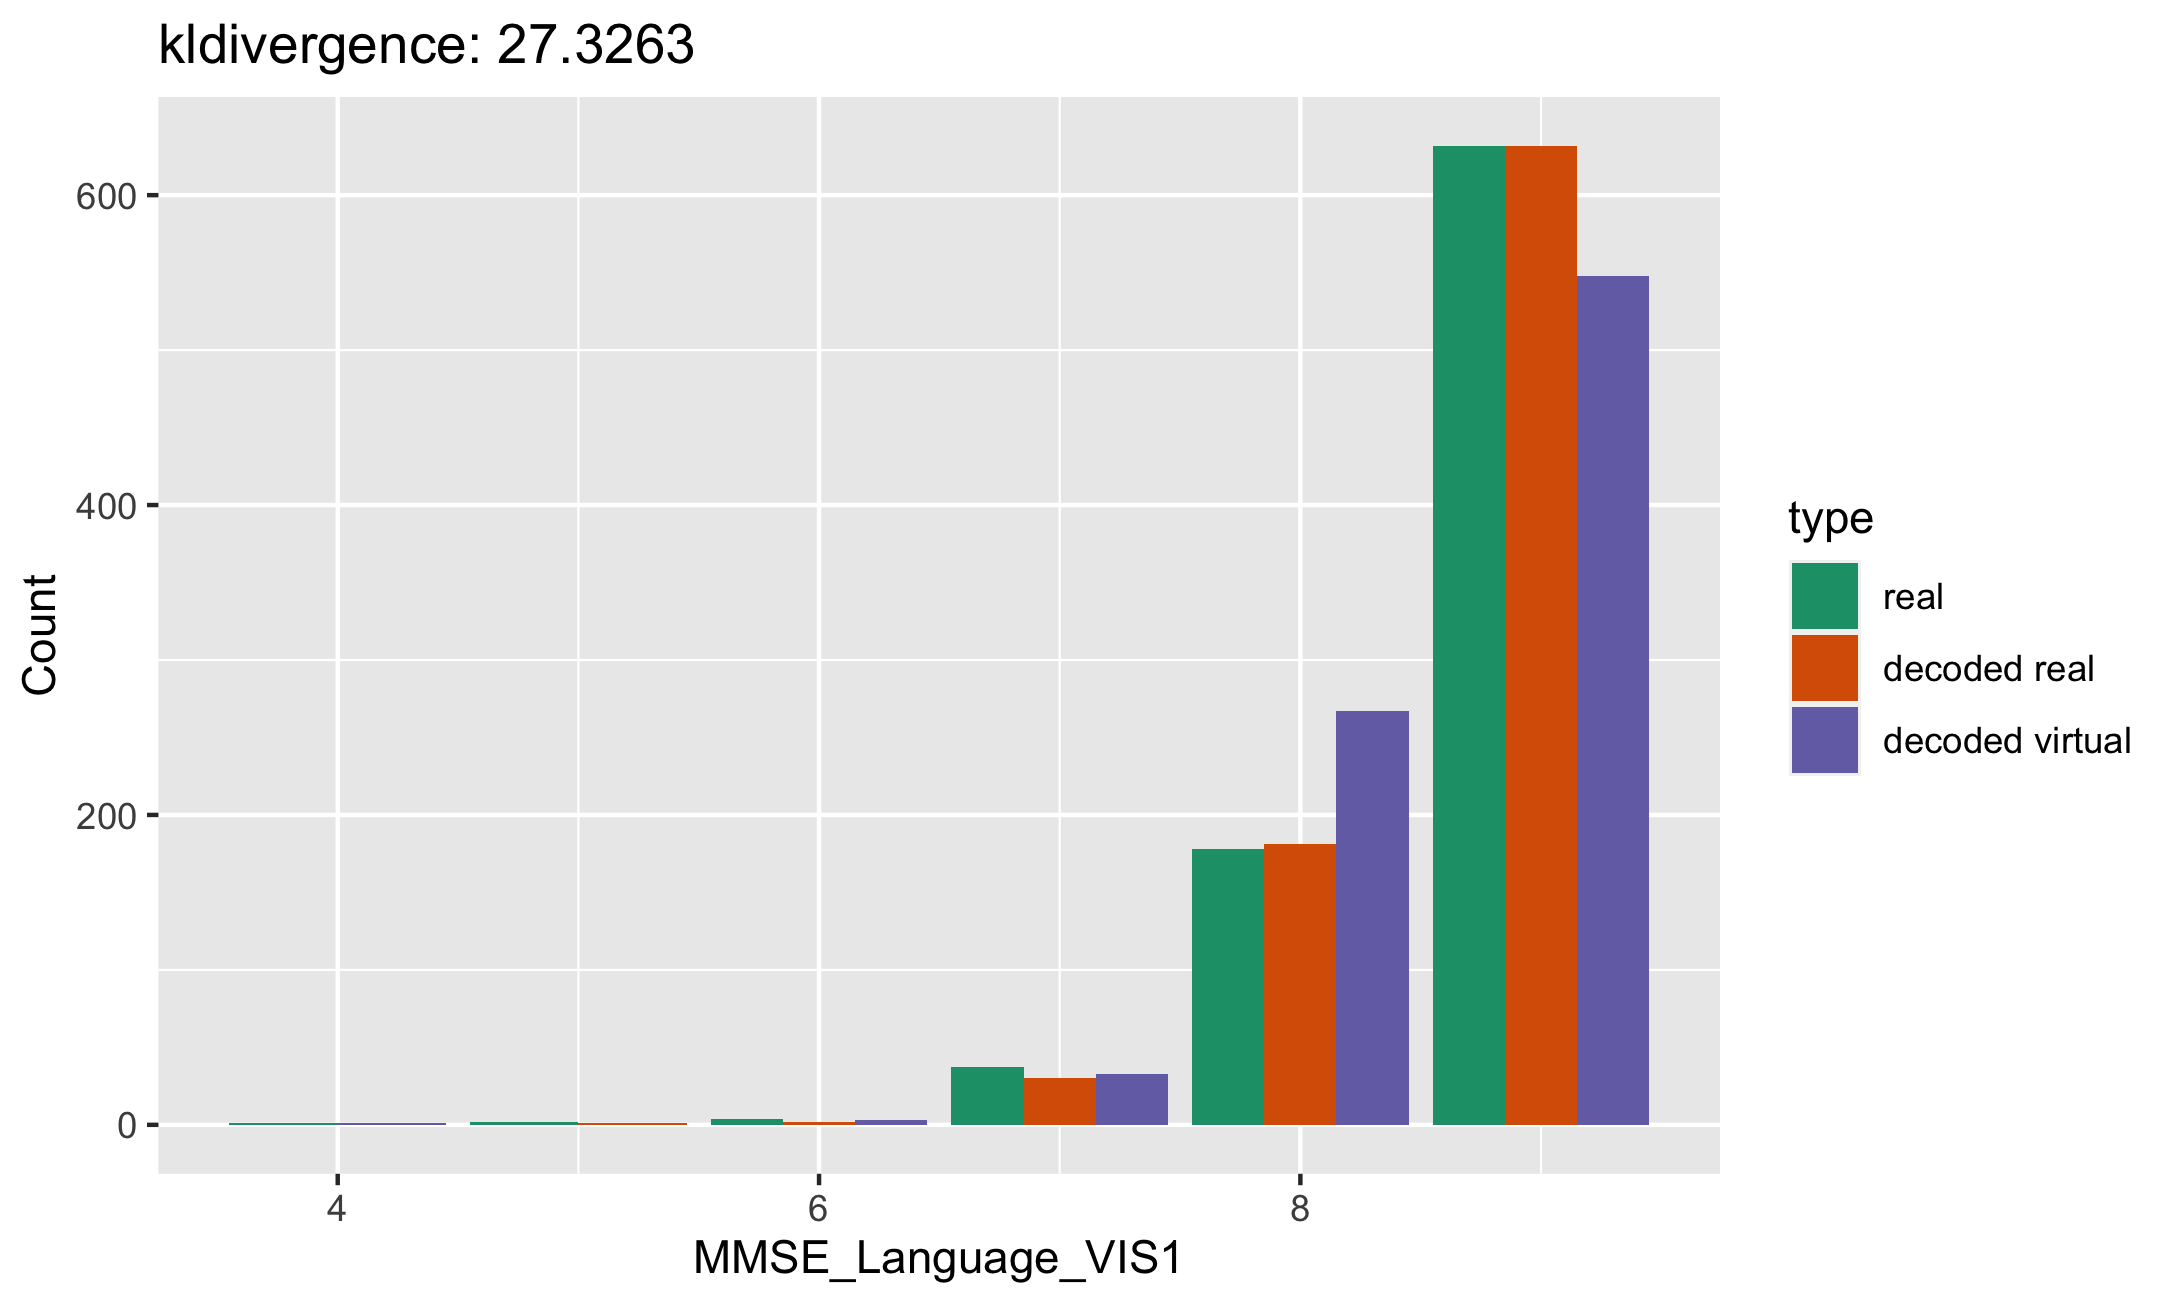 kldivergence: 27.3263
600
400
200
0
Count
4 6 8
MMSE_Language_VIS1
type
real
decoded real
decoded virtual